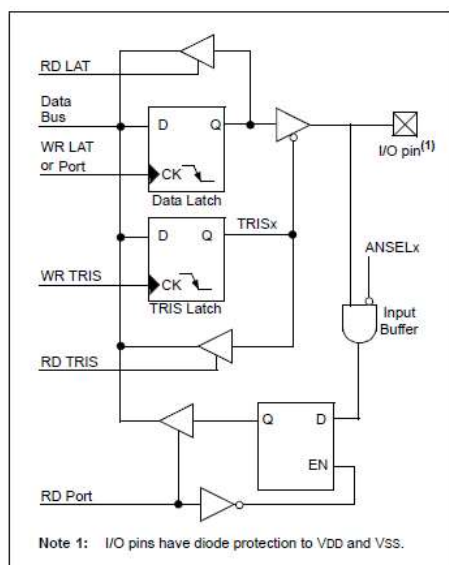 RD LAT
Data
Bus
WR LAT
or Port
D
Q
CK
Data Latch
I/O pin(1)
D
Q
TRISx
WR TRIS
CK
TRIS Latch
ANSELx
Input
Buffer
RD TRIS
Q
D
EN
RD Port
Note 1: I/O pins have diode protection to VDD and VSS.